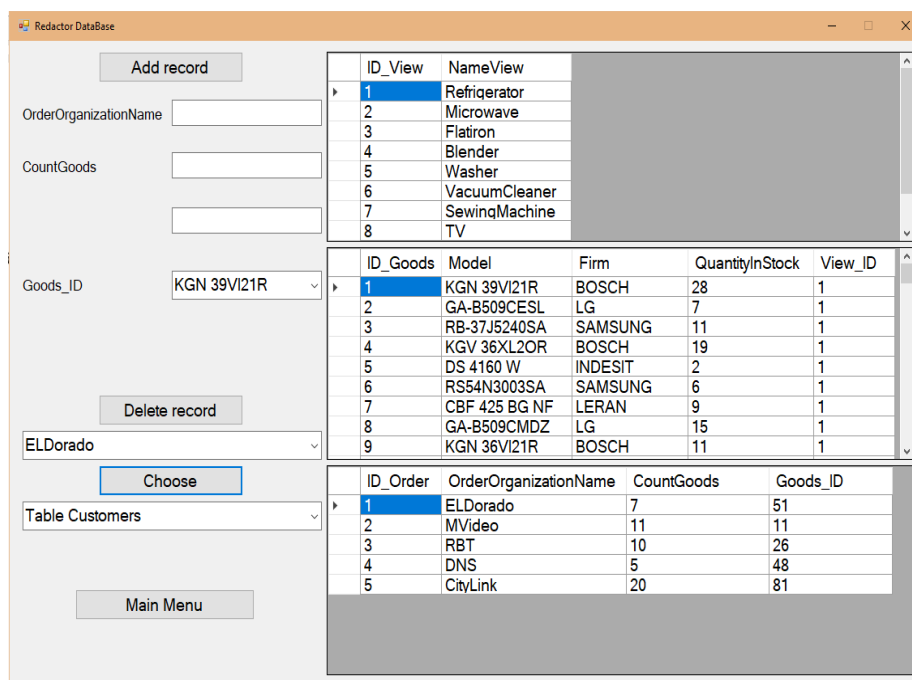 Redactor DataBase
Add record
OrderOrganizationName
CountGoods
Goods_ID KGN 39VI21R
Delete record
ELDorado
Choose
Table Customers
Main Menu
ID_View NameView
1 Refrigerator
2 Microwave
3 Flatiron
4 Blender
5 Washer
6 VacuumCleaner
7 SewingMachine
8 TV
ID_Goods Model Firm QuantityInStock View_ID
1 KGN 39VI21R BOSCH 28 1
2 GA-B509CESL LG 7 1
3 RB-37J5240SA SAMSUNG 11 1
4 KGV 36XL2OR BOSCH 19 1
5 DS 4160 W INDESIT 2 1
6 RS54N3003SA SAMSUNG 6 1
7 CBF 425 BG NF LERAN 9 1
8 GA-B509CMDZ LG 15 1
9 KGN 36VI21R BOSCH 11 1
ID_Order OrderOrganizationName CountGoods Goods_ID
1 ELDorado 7 51
2 MVideo 11 11
3 RBT 10 26
4 DNS 5 48
5 CityLink 20 81